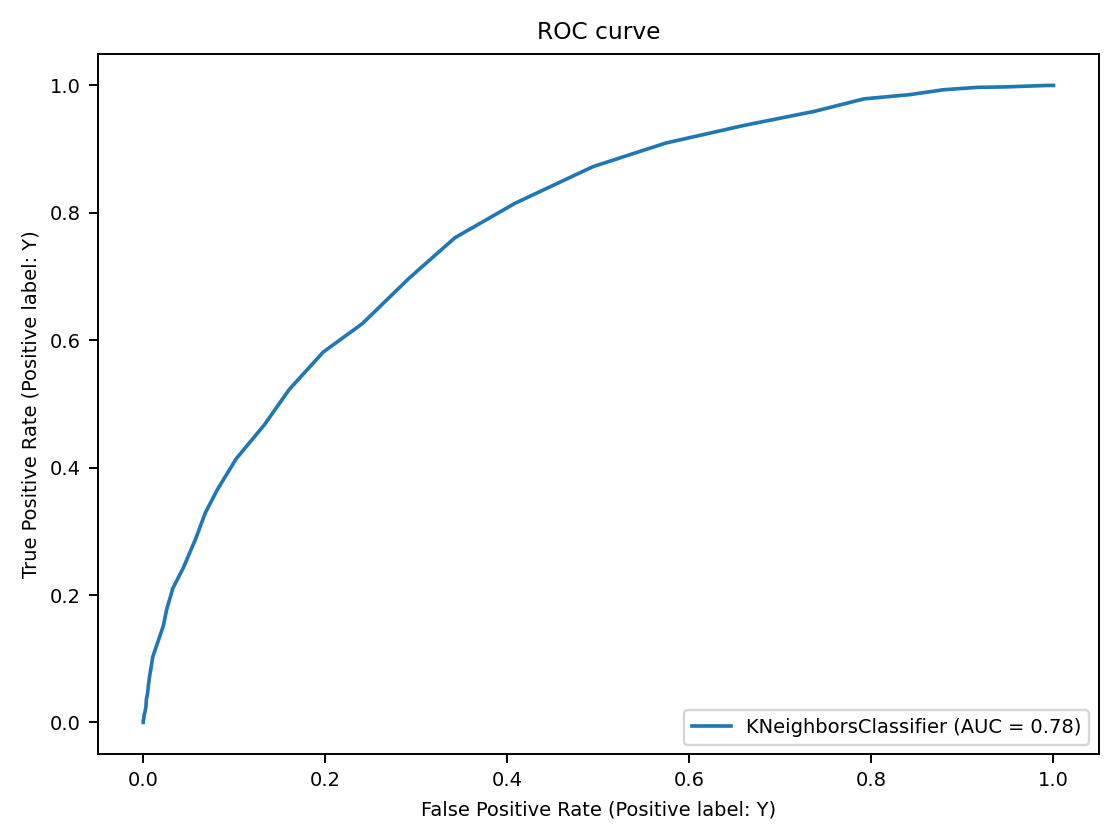 ROC curve
True Positive Rate (Positive label: Y)
1.0
0.8
0.6
0.4
0.2
0.0
KNeighborsClassifier (AUC = 0.78)
0.0 0.2 0.4 0.6 0.8 1.0
False Positive Rate (Positive label: Y)